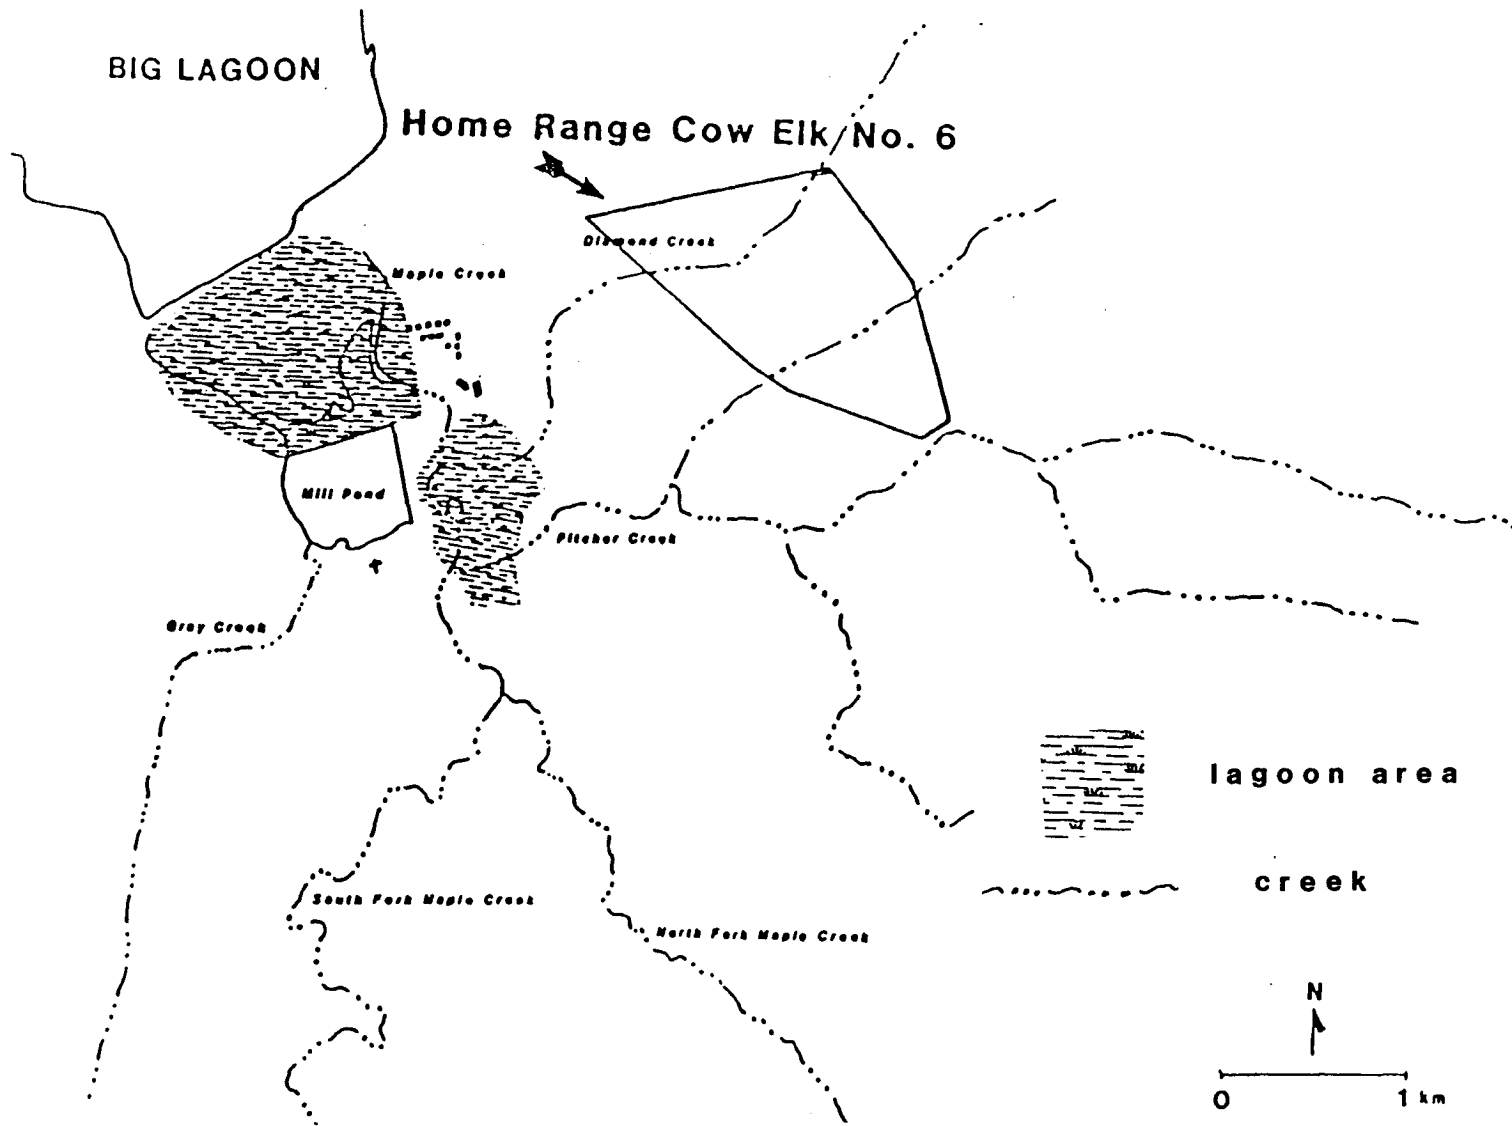 BIG LAGOON
Home Range Cow Elk No. 6
Diamond Creek
Maple Creek
Mill Pond
Pitcher Creek
Gray Creek
lagoon area
creek
South Fork Maple Creek
North Fork Maple Creek
N
0 1 km